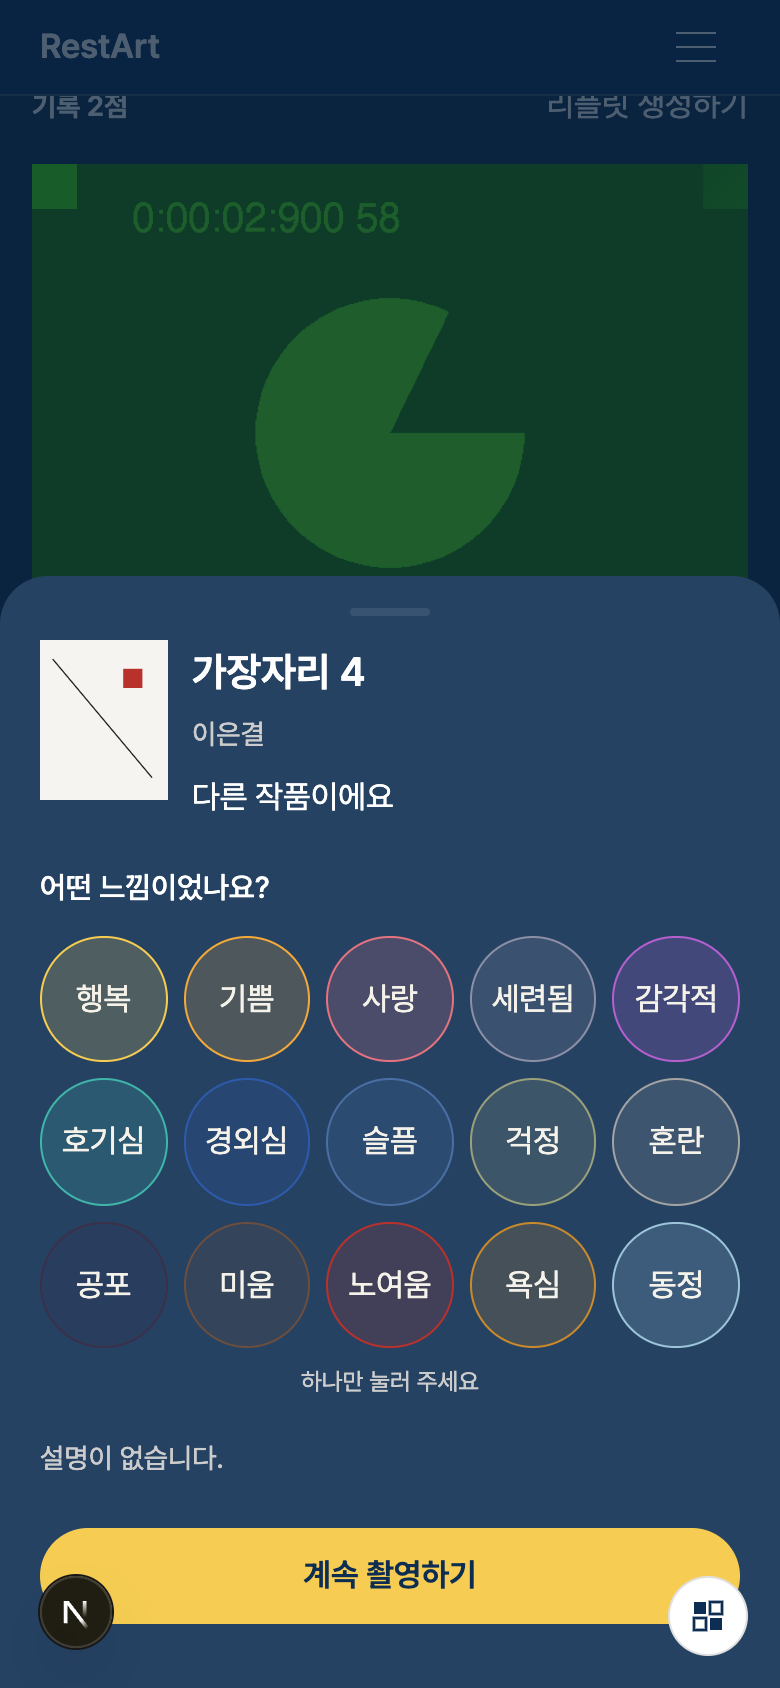 RestArt
기록 2점
리플릿 생성하기
0:00:02:900 58
가장자리 4
이은결
다른 작품이에요
어떤 느낌이었나요?
행복 기쁨 사랑 세련됨 감각적
호기심 경외심 슬픔 걱정 혼란
공포 미움 노여움 욕심 동정
하나만 눌러 주세요
설명이 없습니다.
계속 촬영하기
N